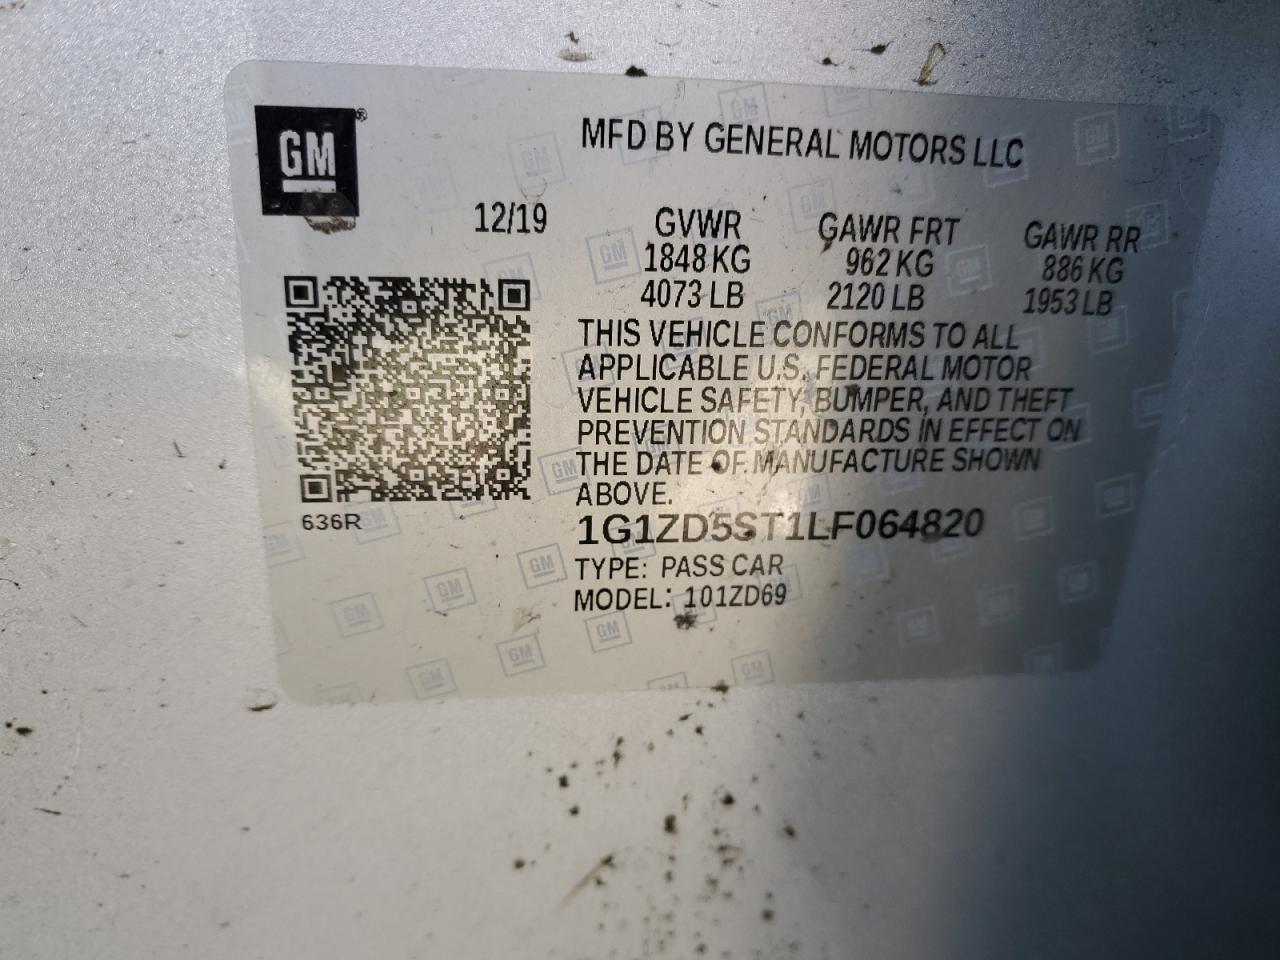 GM
MFD BY GENERAL MOTORS LLC
12/19
GVWR GAWR FRT GAWR RR
1848 KG 962 KG 886 KG
4073 LB 2120 LB 1953 LB
THIS VEHICLE CONFORMS TO ALL
APPLICABLE U.S. FEDERAL MOTOR
VEHICLE SAFETY, BUMPER, AND THEFT
PREVENTION STANDARDS IN EFFECT ON
THE DATE OF MANUFACTURE SHOWN
ABOVE.
636R
1G1ZD5ST1LF064820
TYPE: PASS CAR
MODEL: 101ZD69